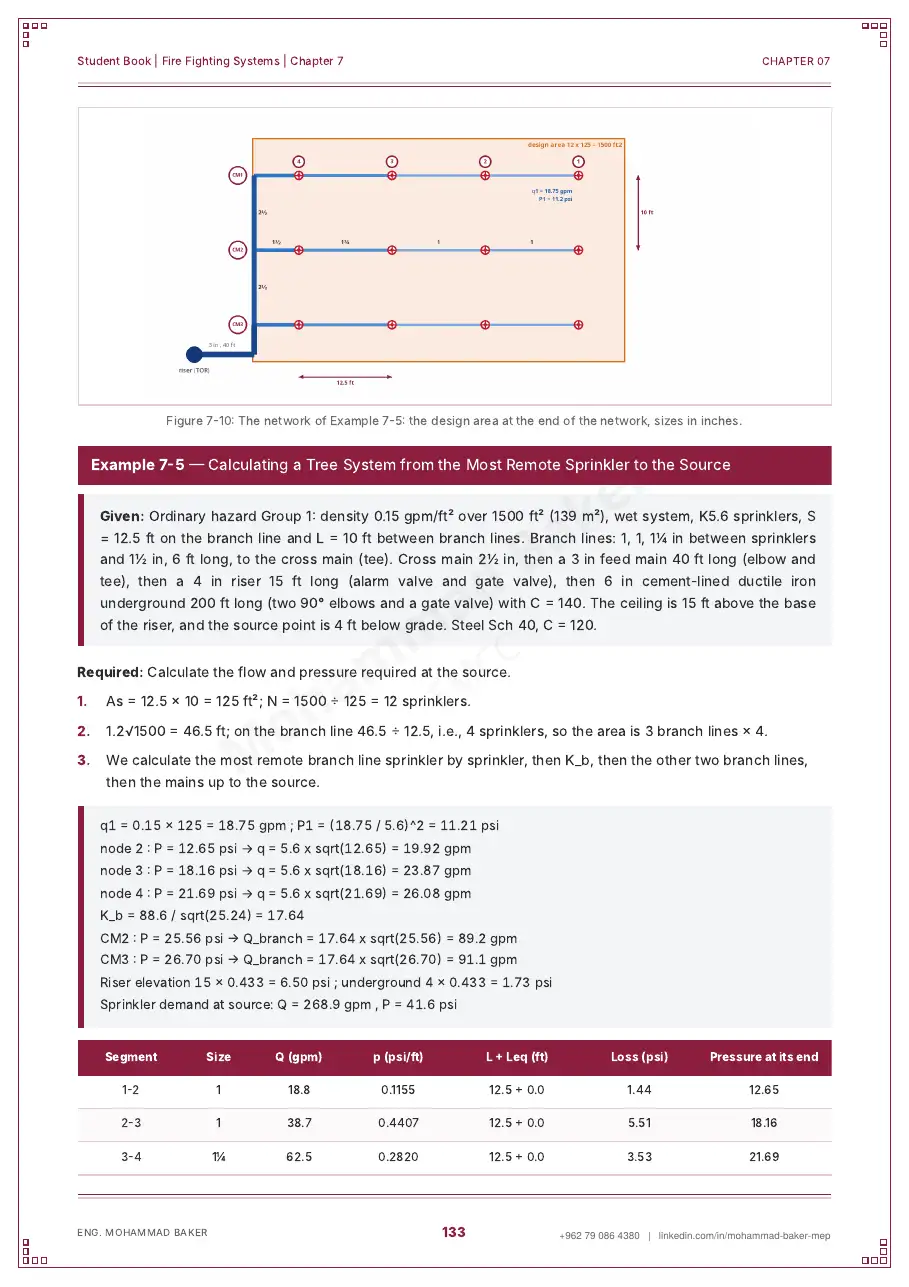 Student Book | Fire Fighting Systems | Chapter 7
CHAPTER 07
design area 12 x 125 = 1500 ft2
4
3
2
1
CM1
q1 = 18.75 gpm
P1 = 11.2 psi
2½
10 ft
CM2
1½
1¼
1
1
2½
CM3
3 in , 40 ft
riser (TOR)
12.5 ft
Figure 7-10: The network of Example 7-5: the design area at the end of the network, sizes in inches.
Example 7-5 — Calculating a Tree System from the Most Remote Sprinkler to the Source
Given: Ordinary hazard Group 1: density 0.15 gpm/ft² over 1500 ft² (139 m²), wet system, K5.6 sprinklers, S
= 12.5 ft on the branch line and L = 10 ft between branch lines. Branch lines: 1, 1, 1¼ in between sprinklers
and 1½ in, 6 ft long, to the cross main (tee). Cross main 2½ in, then a 3 in feed main 40 ft long (elbow and
tee), then a 4 in riser 15 ft long (alarm valve and gate valve), then 6 in cement-lined ductile iron
underground 200 ft long (two 90° elbows and a gate valve) with C = 140. The ceiling is 15 ft above the base
of the riser, and the source point is 4 ft below grade. Steel Sch 40, C = 120.
Required: Calculate the flow and pressure required at the source.
1. As = 12.5 × 10 = 125 ft²; N = 1500 ÷ 125 = 12 sprinklers.
2. 1.2√1500 = 46.5 ft; on the branch line 46.5 ÷ 12.5, i.e., 4 sprinklers, so the area is 3 branch lines × 4.
3. We calculate the most remote branch line sprinkler by sprinkler, then K_b, then the other two branch lines,
then the mains up to the source.
q1 = 0.15 × 125 = 18.75 gpm ; P1 = (18.75 / 5.6)^2 = 11.21 psi
node 2 : P = 12.65 psi → q = 5.6 x sqrt(12.65) = 19.92 gpm
node 3 : P = 18.16 psi → q = 5.6 x sqrt(18.16) = 23.87 gpm
node 4 : P = 21.69 psi → q = 5.6 x sqrt(21.69) = 26.08 gpm
K_b = 88.6 / sqrt(25.24) = 17.64
CM2 : P = 25.56 psi → Q_branch = 17.64 x sqrt(25.56) = 89.2 gpm
CM3 : P = 26.70 psi → Q_branch = 17.64 x sqrt(26.70) = 91.1 gpm
Riser elevation 15 × 0.433 = 6.50 psi ; underground 4 × 0.433 = 1.73 psi
Sprinkler demand at source: Q = 268.9 gpm , P = 41.6 psi
Segment Size Q (gpm) p (psi/ft) L + Leq (ft) Loss (psi) Pressure at its end
1-2 1 18.8 0.1155 12.5 + 0.0 1.44 12.65
2-3 1 38.7 0.4407 12.5 + 0.0 5.51 18.16
3-4 1¼ 62.5 0.2820 12.5 + 0.0 3.53 21.69
ENG. MOHAMMAD BAKER
133
+962 79 086 4380 | linkedin.com/in/mohammad-baker-mep